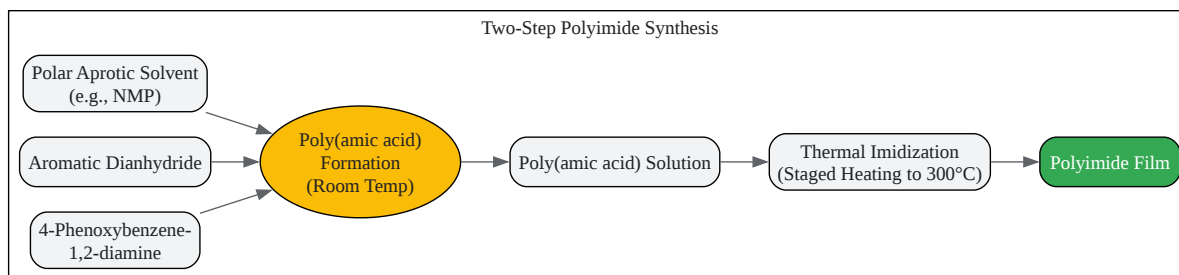 Two-Step Polyimide Synthesis
Polar Aprotic Solvent
(e.g., NMP)
Aromatic Dianhydride
4-Phenoxybenzene-
1,2-diamine
Poly(amic acid)
Formation
(Room Temp)
Poly(amic acid) Solution
Thermal Imidization
(Staged Heating to 300°C)
Polyimide Film